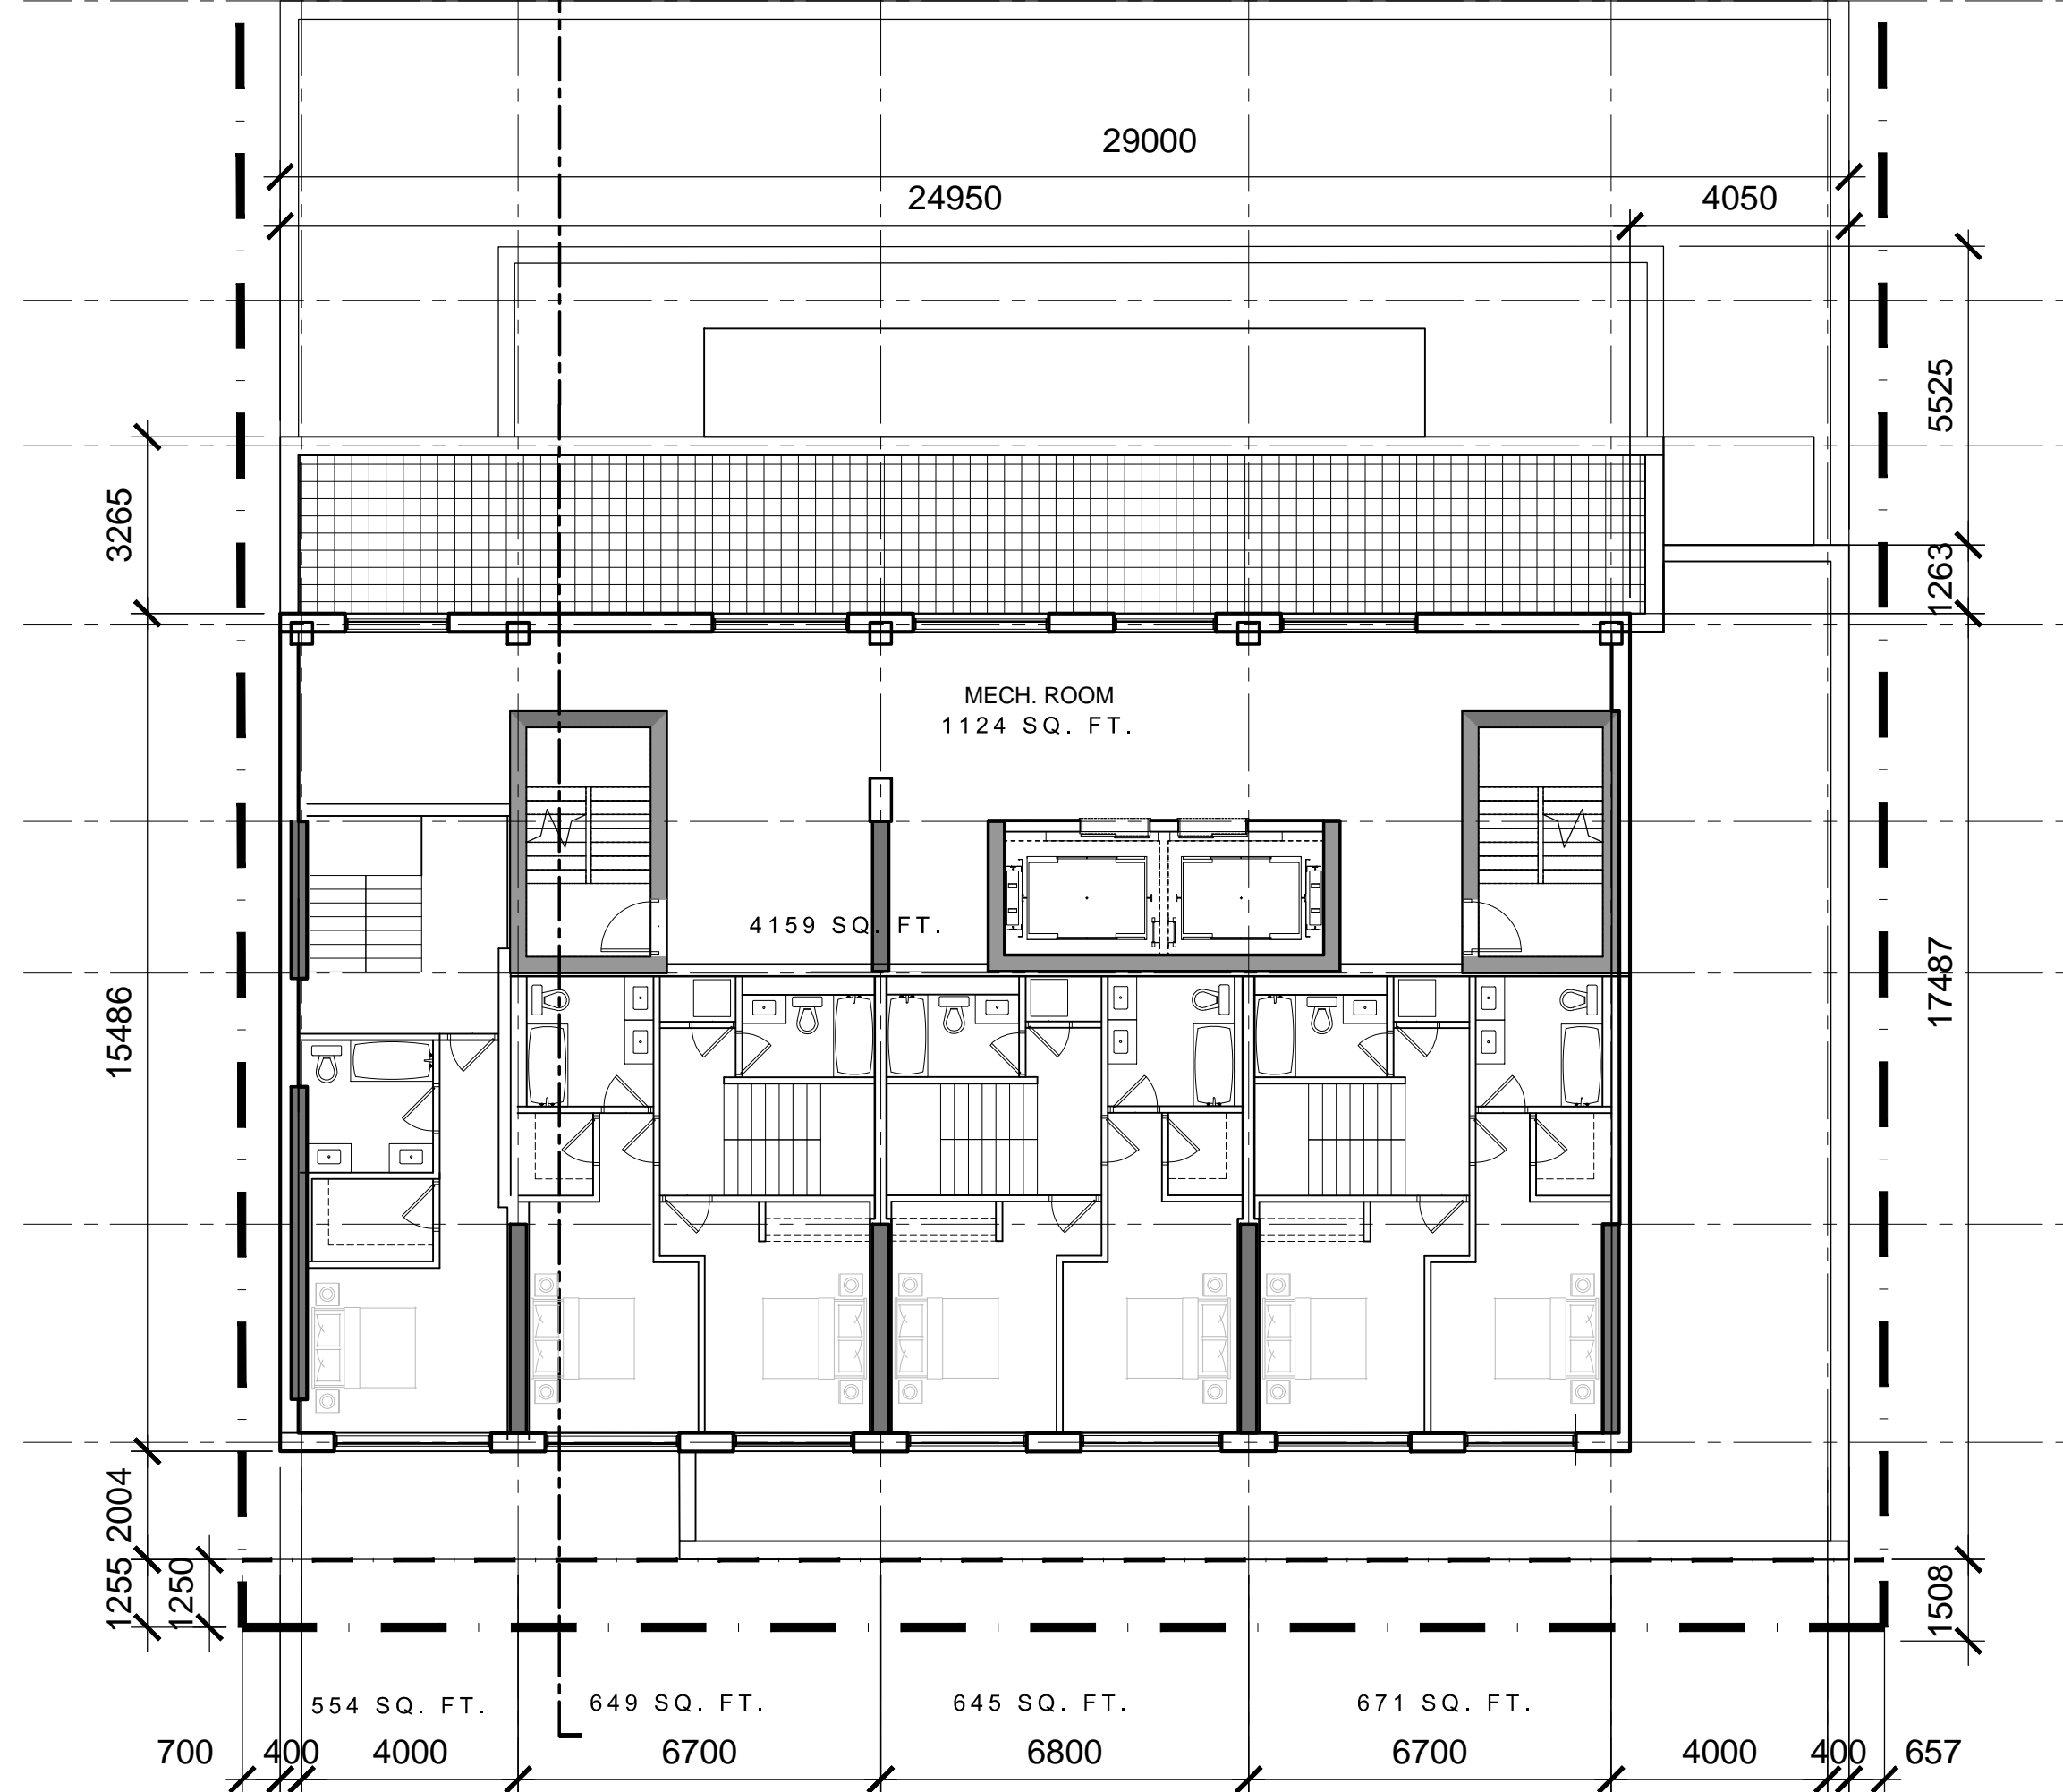 29000
24950
4050
5525
3265
1263
MECH. ROOM
1124 SQ. FT.
4159 SQ. FT.
17487
15486
2004
1255
1250
1508
554 SQ. FT.
649 SQ. FT.
645 SQ. FT.
671 SQ. FT.
700 400 4000 6700 6800 6700 4000 400 657